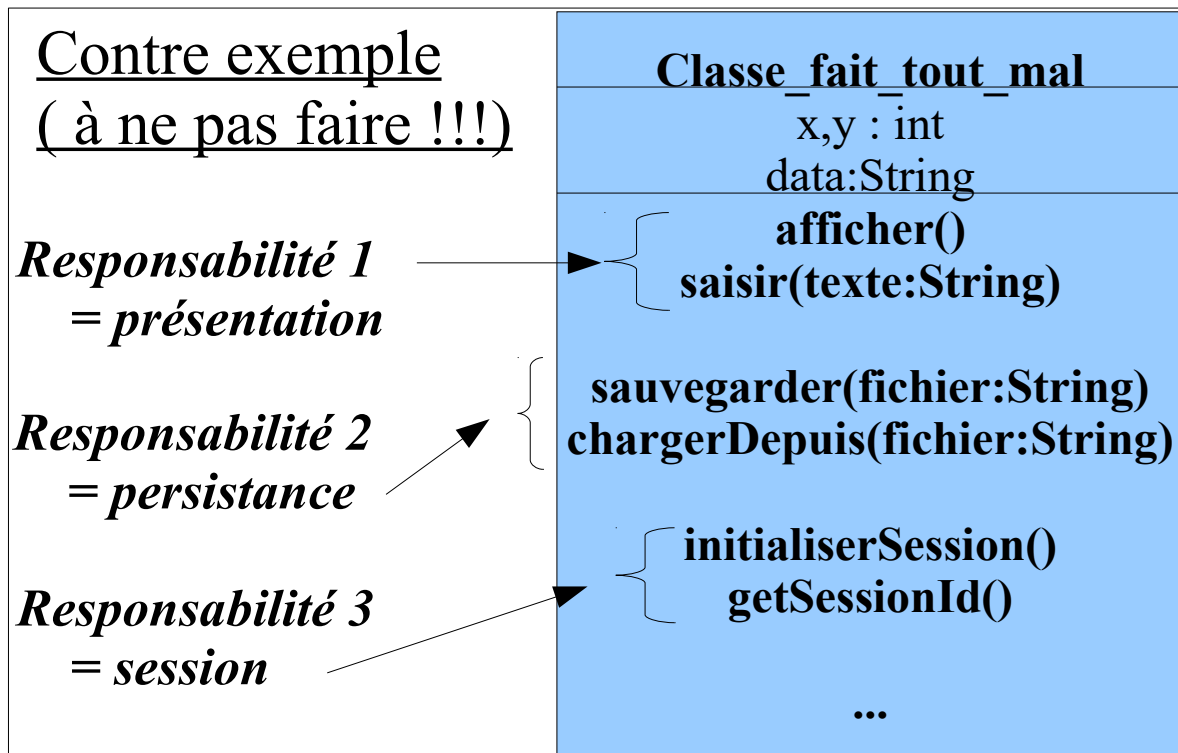 Contre exemple
( à ne pas faire !!!)
Responsabilité 1
= présentation
Responsabilité 2
= persistance
Responsabilité 3
= session
Classe_fait_tout_mal
x,y : int
data:String
afficher()
saisir(texte:String)
sauvegarder(fichier:String)
chargerDepuis(fichier:String)
initialiserSession()
getSessionId()
...